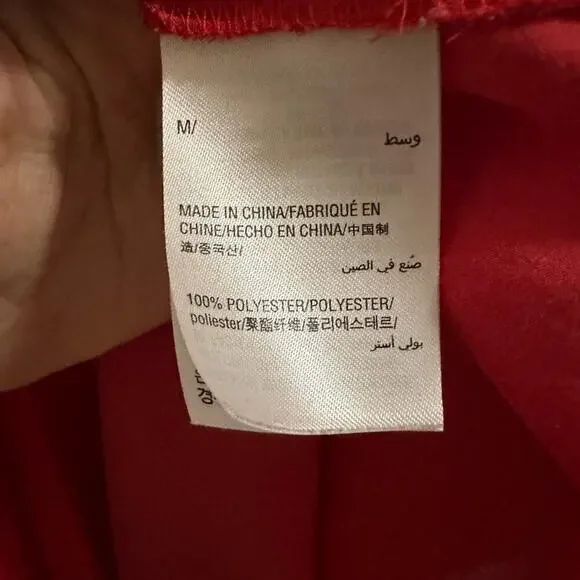 M/
وسط
MADE IN CHINA/FABRIQUÉ EN
CHINE/HECHO EN CHINA/中国制
造/중국산/
صُنع في الصين
100% POLYESTER/POLYESTER/
poliester/聚酯纤维/폴리에스테르/
بولي أستر